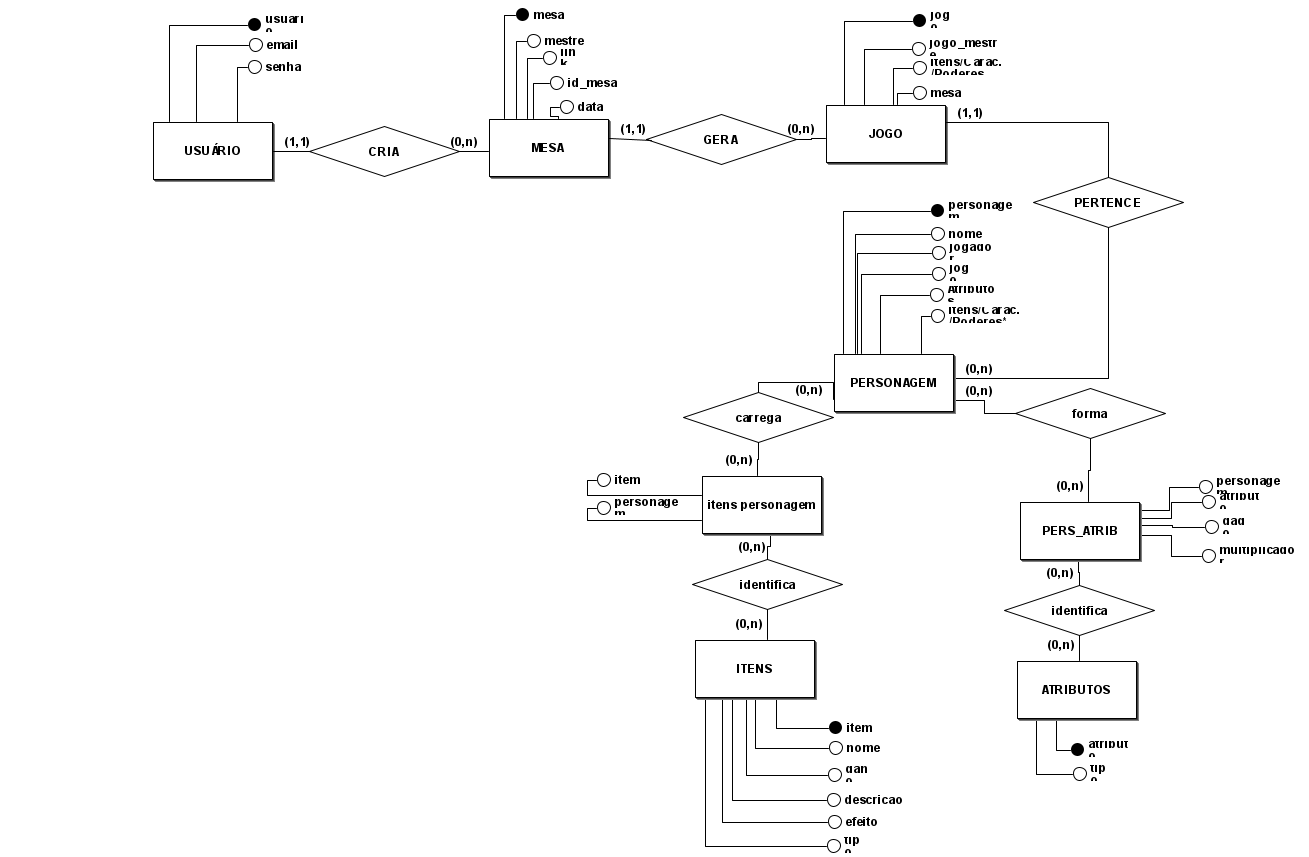 usuario
email
senha
USUÁRIO
(1,1)
CRIA
(0,n)
mesa
mestre
link
id_mesa
data
MESA
(1,1)
GERA
(0,n)
jogo
jogo_mestre
Itens/Carac.
/Poderes
mesa
JOGO
(1,1)
PERTENCE
personagem
nome
jogador
jogo
Atributos
Itens/Carac.
/Poderes*
PERSONAGEM
(0,n)
(0,n)
(0,n)
carrega
forma
(0,n)
item
personagem
itens personagem
(0,n)
identifica
(0,n)
ITENS
item
nome
dano
descricao
efeito
tipo
(0,n)
PERS_ATRIB
personagem
atributo
dado
multiplicador
(0,n)
identifica
(0,n)
ATRIBUTOS
atributo
tipo